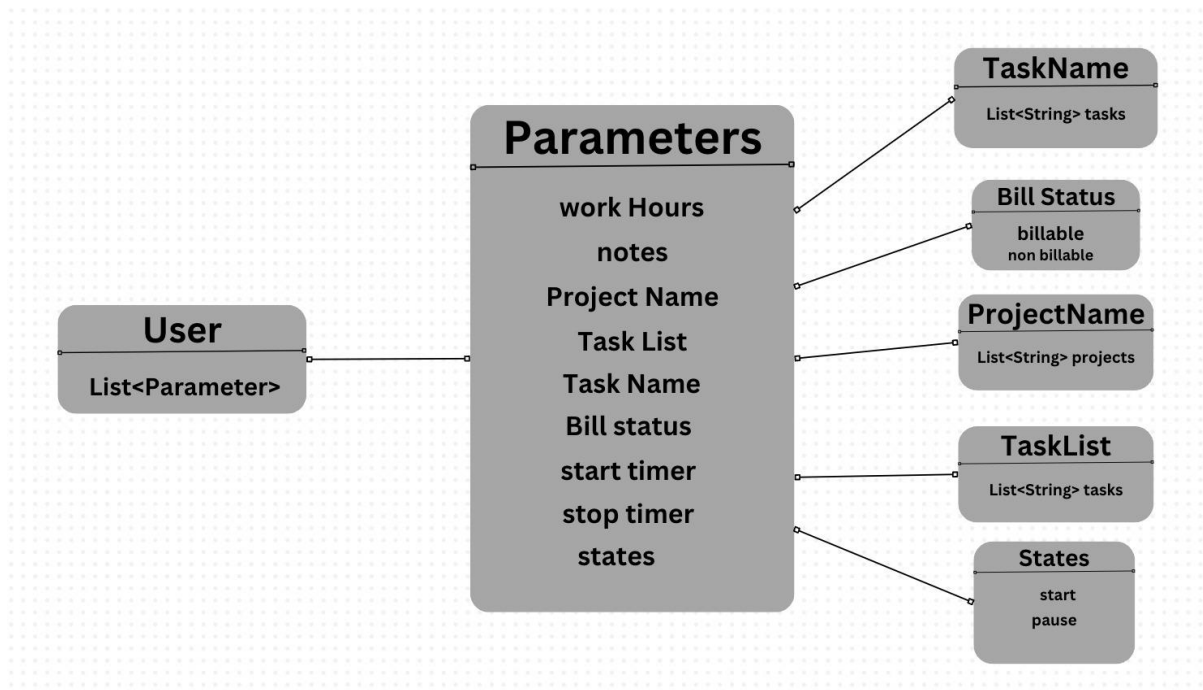 User
List<Parameter>
Parameters
work Hours
notes
Project Name
Task List
Task Name
Bill status
start timer
stop timer
states
TaskName
List<String> tasks
Bill Status
billable
non billable
ProjectName
List<String> projects
TaskList
List<String> tasks
States
start
pause